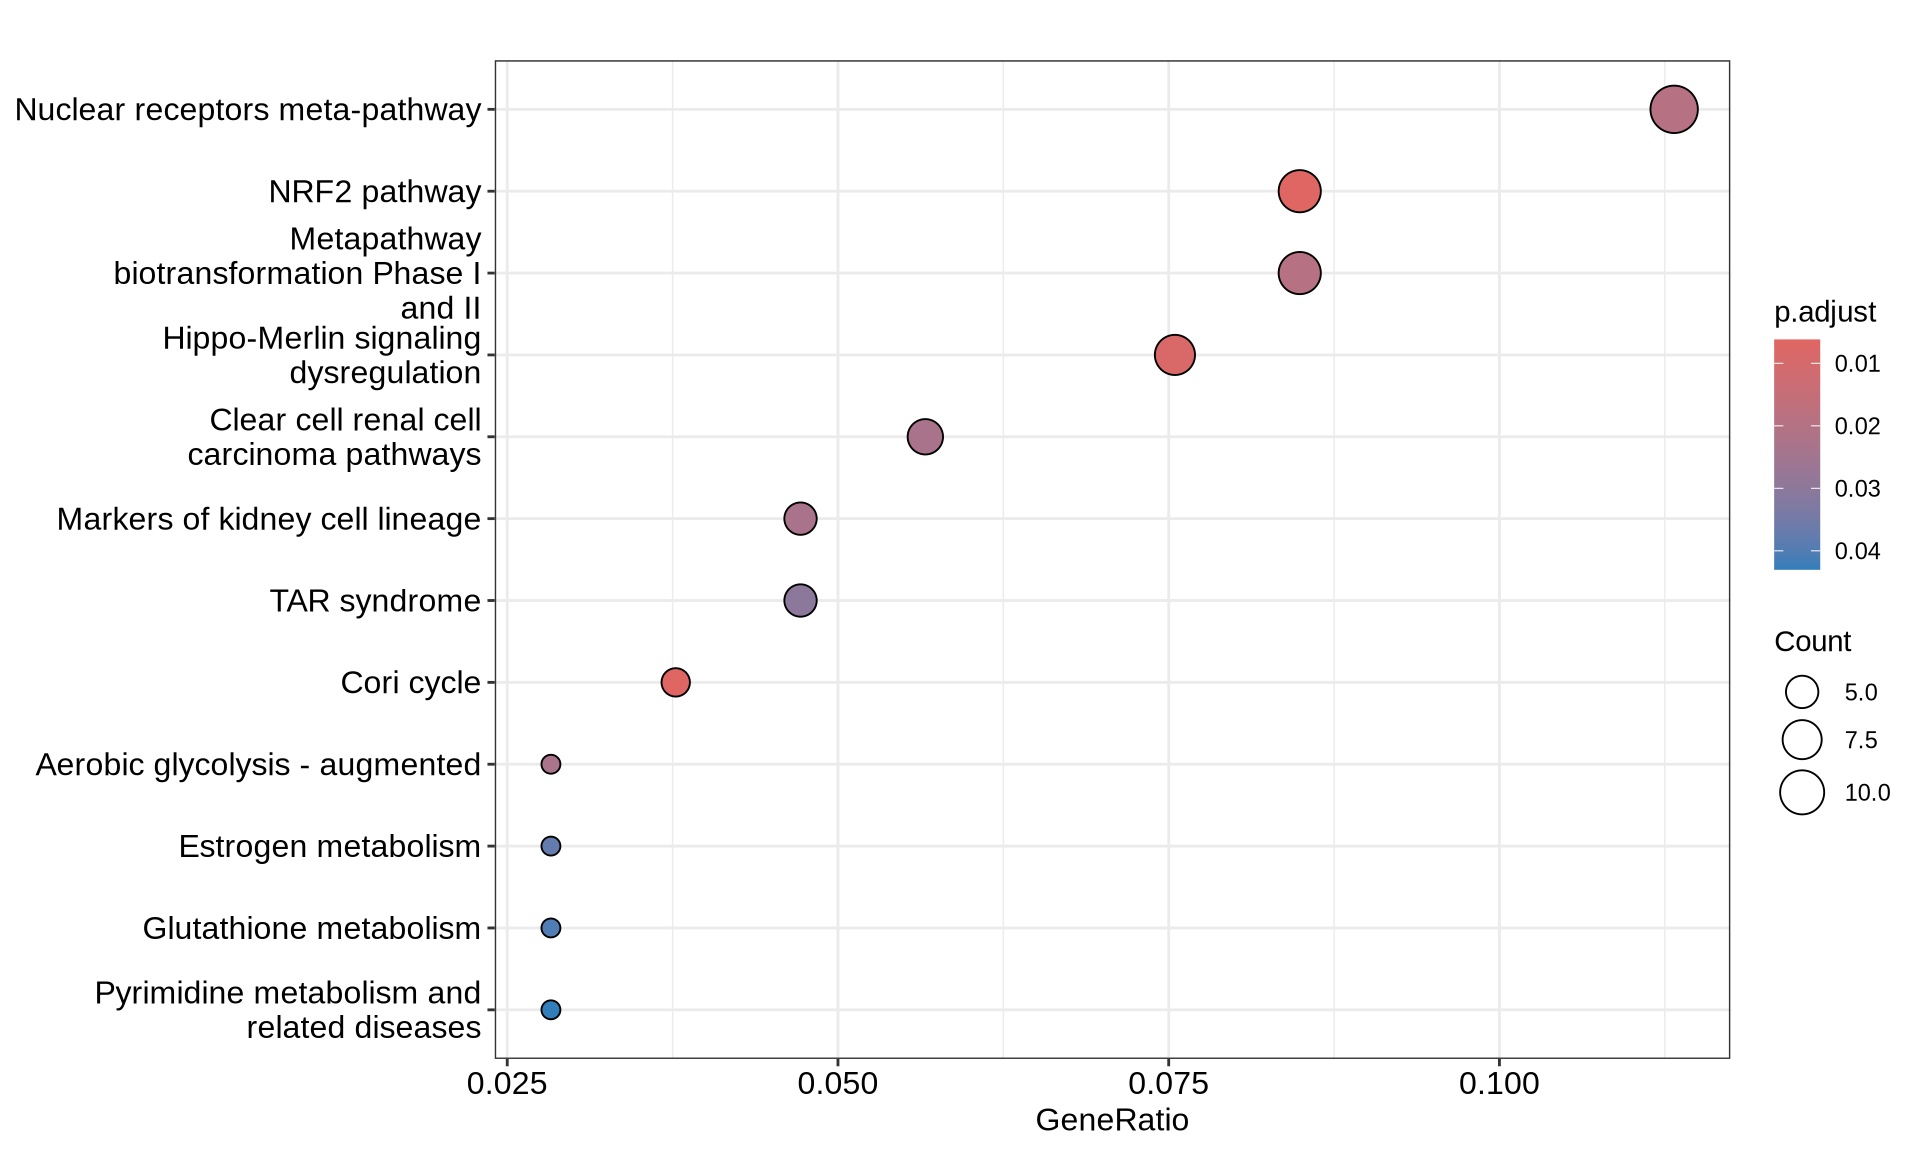 Nuclear receptors meta-pathway
NRF2 pathway
Metapathway
biotransformation Phase I
and II
Hippo-Merlin signaling
dysregulation
Clear cell renal cell
carcinoma pathways
Markers of kidney cell lineage
TAR syndrome
Cori cycle
Aerobic glycolysis - augmented
Estrogen metabolism
Glutathione metabolism
Pyrimidine metabolism and
related diseases
0.025
0.050
0.075
0.100
GeneRatio
p.adjust
0.01
0.02
0.03
0.04
Count
5.0
7.5
10.0